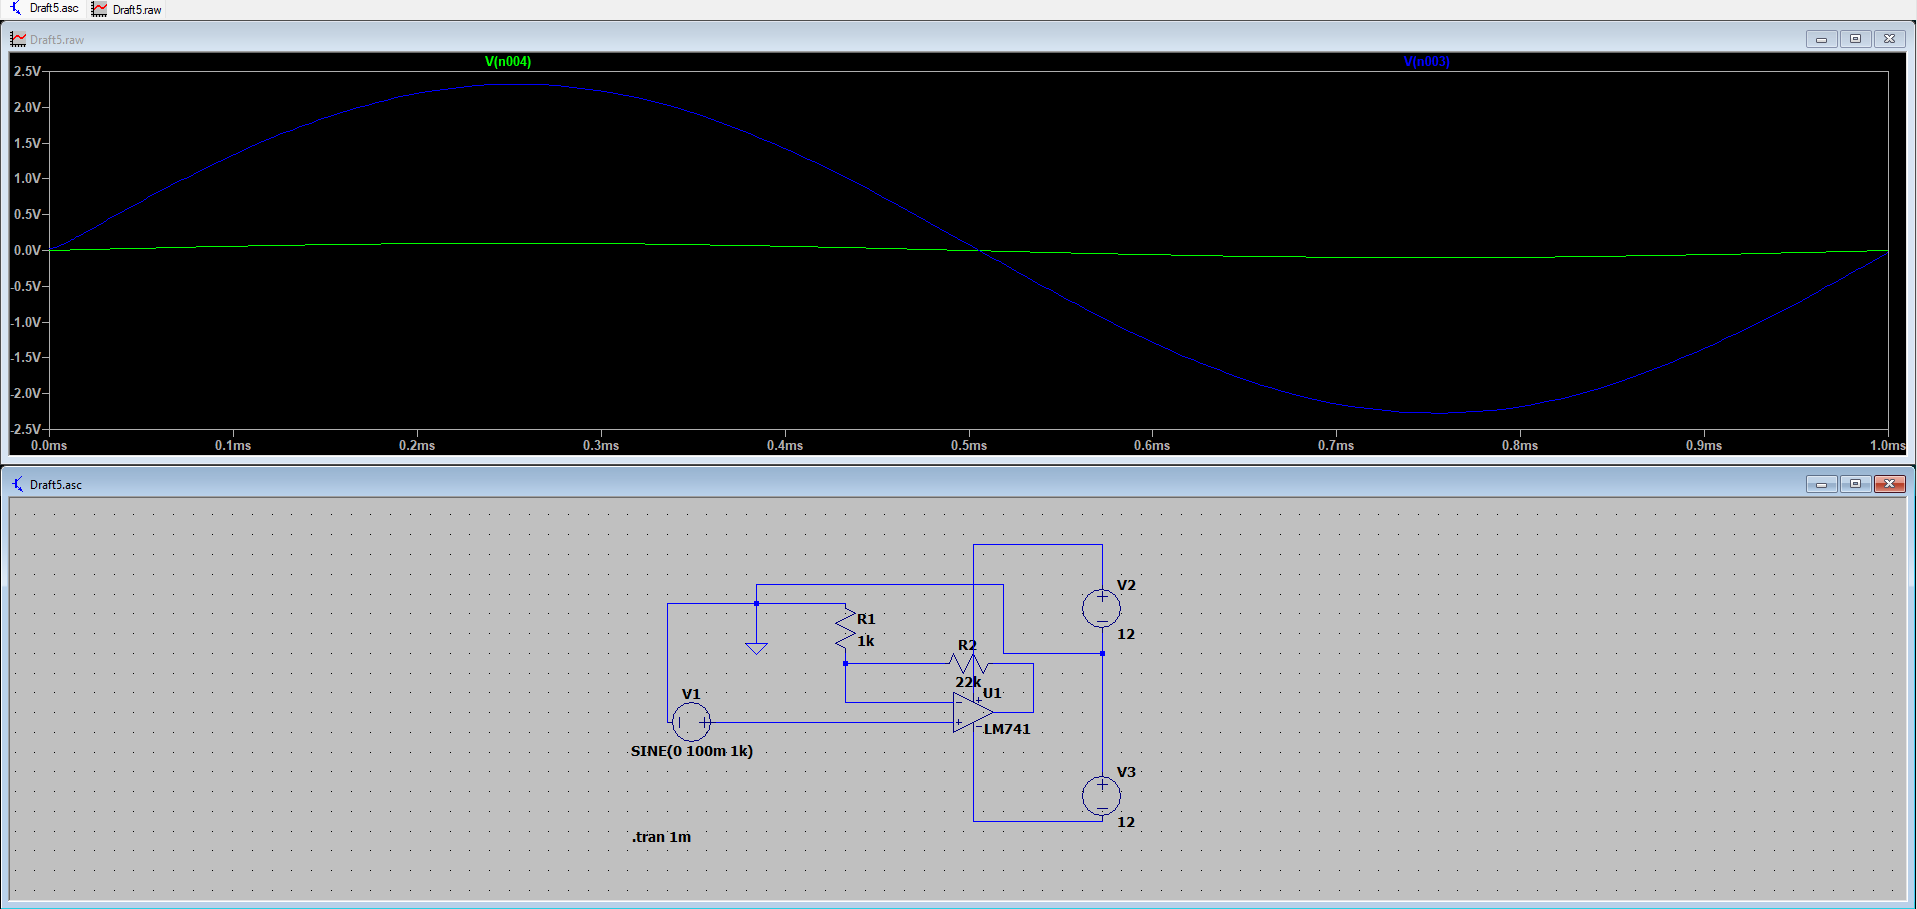 Draft5.asc Draft5.raw
Draft5.raw
V(n004) V(n003)
2.5V
2.0V
1.5V
1.0V
0.5V
0.0V
-0.5V
-1.0V
-1.5V
-2.0V
-2.5V
0.0ms 0.1ms 0.2ms 0.3ms 0.4ms 0.5ms 0.6ms 0.7ms 0.8ms 0.9ms 1.0ms
Draft5.asc
V2
12
R1
1k
R2
22k
U1
LM741
V1
SINE(0 100m 1k)
V3
12
.tran 1m